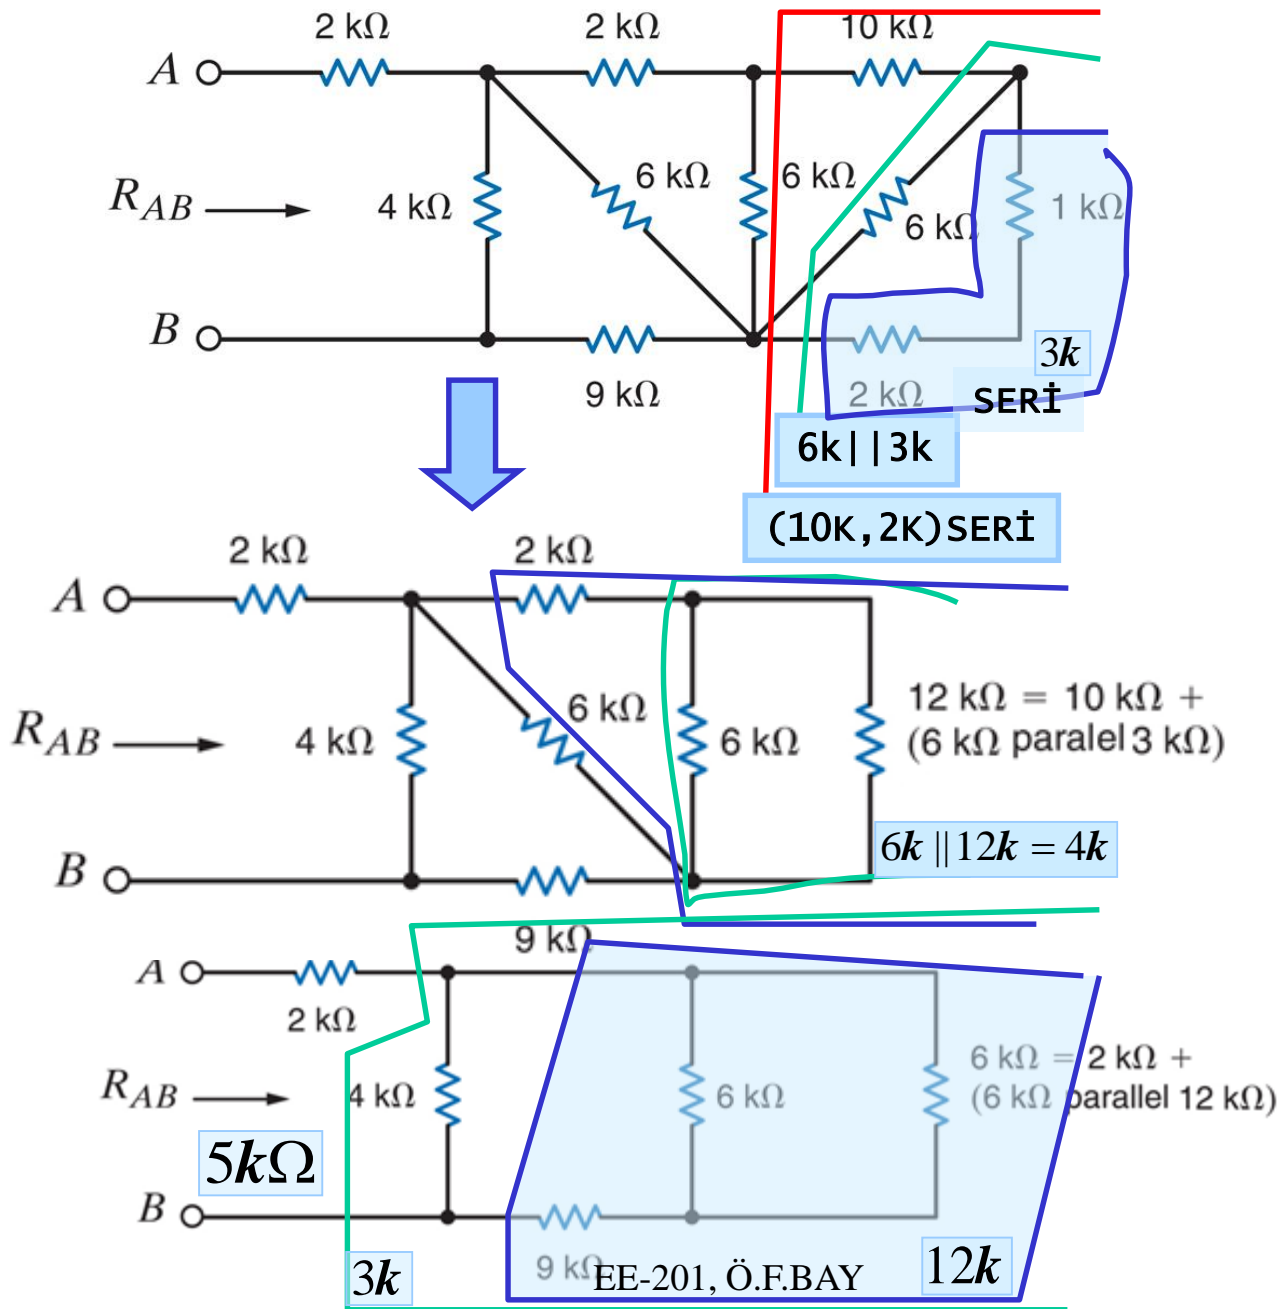 2 kΩ 2 kΩ 10 kΩ
A
R_AB 4 kΩ 6 kΩ 6 kΩ 6 kΩ 1 kΩ
B
9 kΩ 2 kΩ 3k
SERİ
6k||3k
(10K,2K)SERİ
2 kΩ 2 kΩ
A
R_AB 4 kΩ 6 kΩ 6 kΩ 12 kΩ = 10 kΩ +
(6 kΩ paralel 3 kΩ)
6k || 12k = 4k
B
9 kΩ
A
2 kΩ
R_AB 4 kΩ 6 kΩ 6 kΩ = 2 kΩ +
(6 kΩ parallel 12 kΩ)
5kΩ
B
3k 9 kΩ 12k
EE-201, Ö.F.BAY